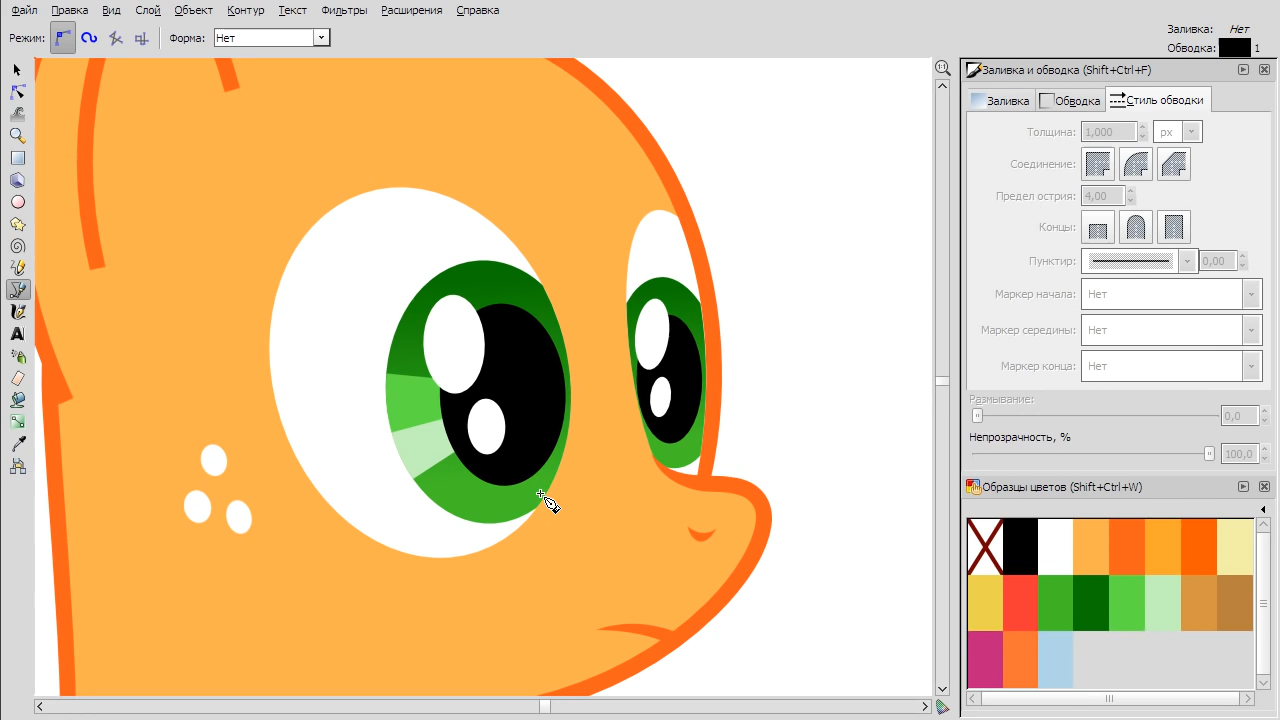 Файл Правка Вид Слой Объект Контур Текст Фильтры Расширения Справка
Режим: Форма: Нет
Заливка: Нет
Обводка: 1
Заливка и обводка (Shift+Ctrl+F)
Заливка Обводка Стиль обводки
Толщина: 1,000 px
Соединение:
Предел острия: 4,00
Концы:
Пунктир: 0,00
Маркер начала: Нет
Маркер середины: Нет
Маркер конца: Нет
Размывание:
0,0
Непрозрачность, %
100,0
Образцы цветов (Shift+Ctrl+W)